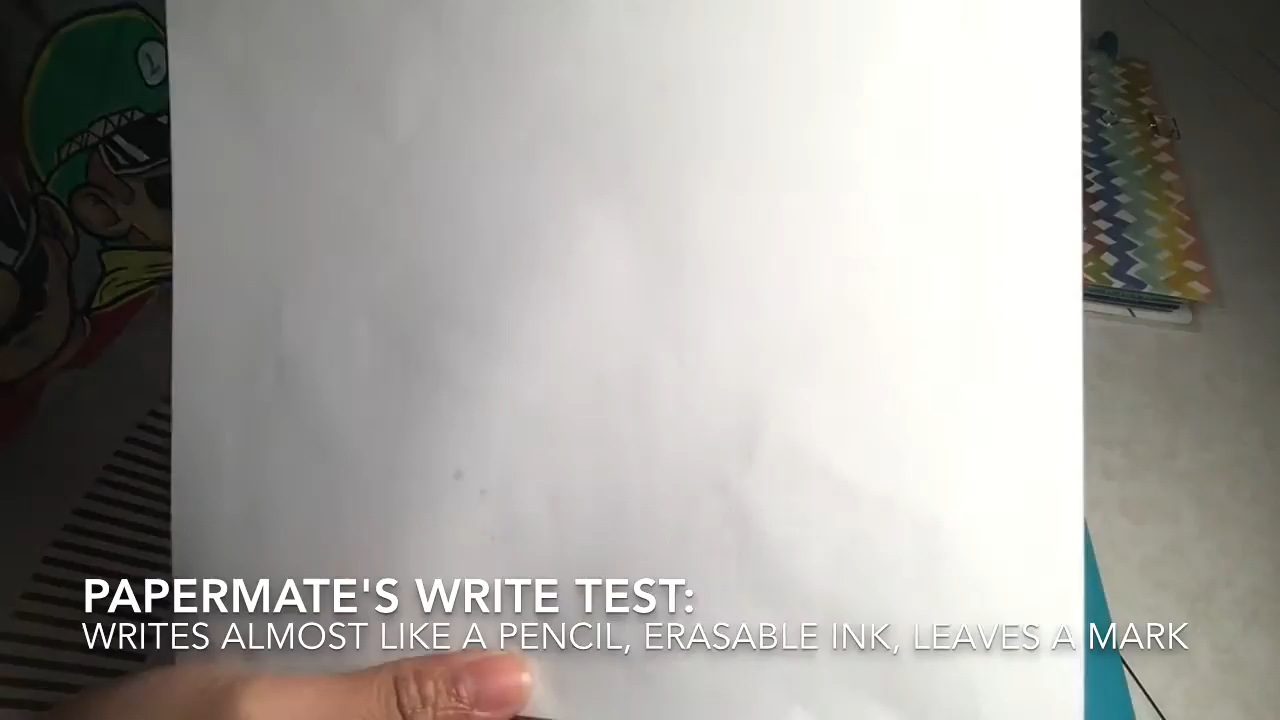 PAPERMATE'S WRITE TEST:
WRITES ALMOST LIKE A PENCIL, ERASABLE INK, LEAVES A MARK